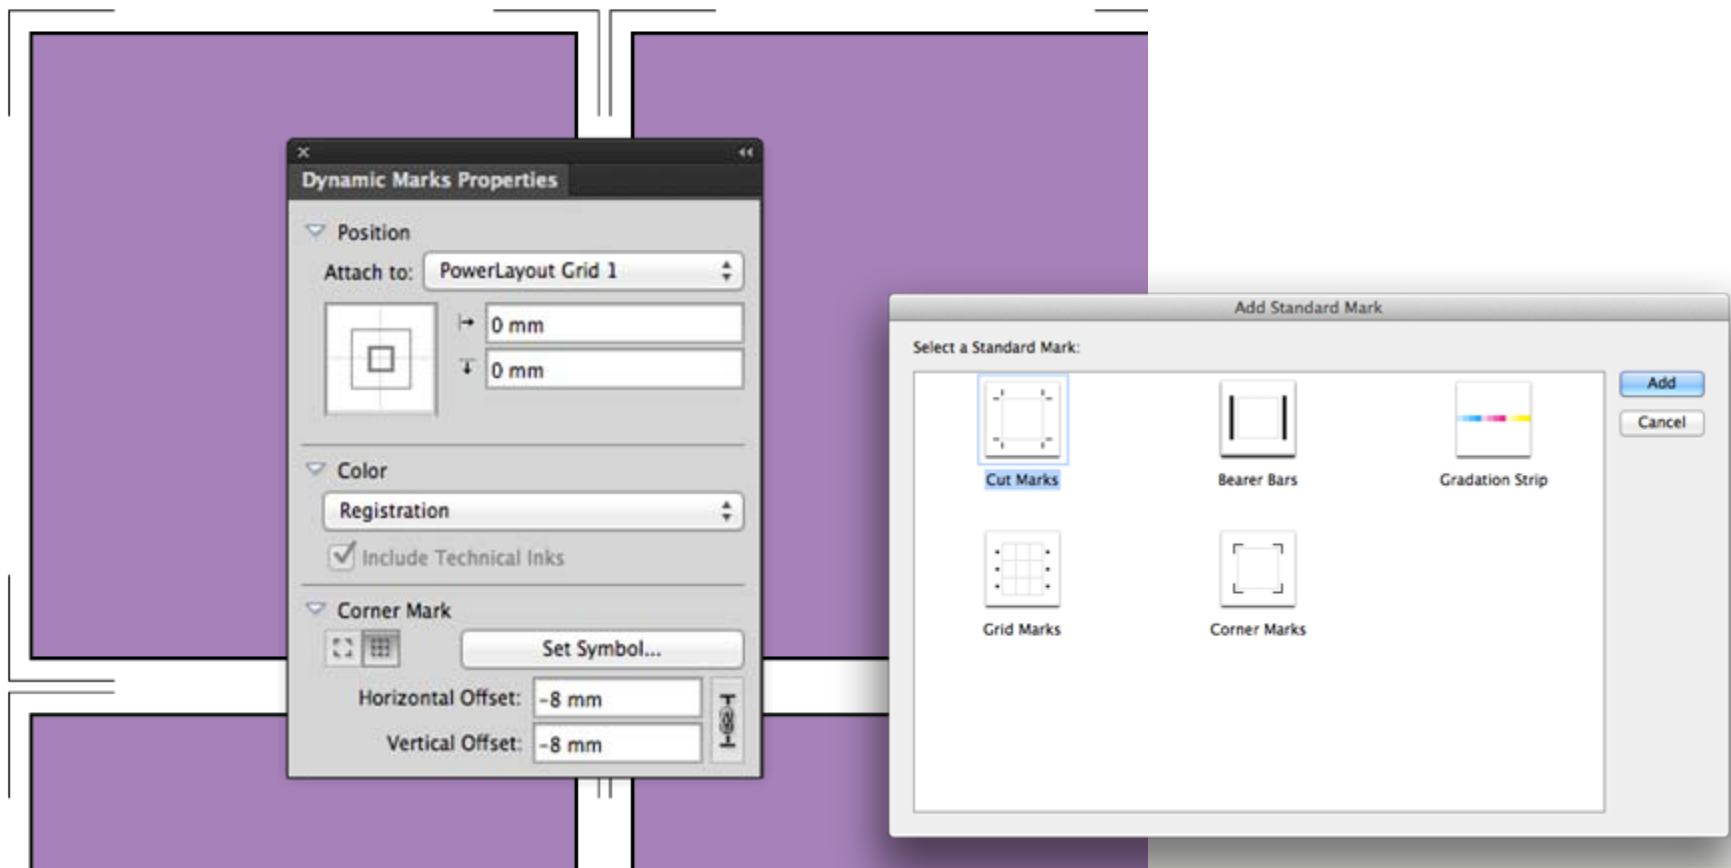 Dynamic Marks Properties
Position
Attach to: PowerLayout Grid 1
0 mm
0 mm
Color
Registration
Include Technical Inks
Corner Mark
Set Symbol...
Horizontal Offset: -8 mm
Vertical Offset: -8 mm
Add Standard Mark
Select a Standard Mark:
Add
Cancel
Cut Marks Bearer Bars Gradation Strip
Grid Marks Corner Marks